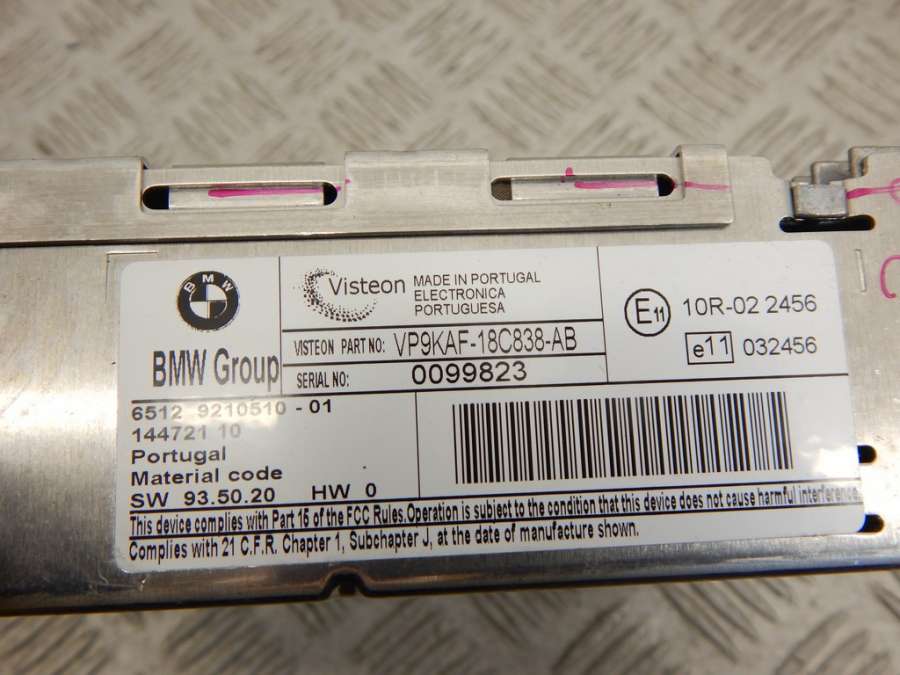 BMW
BMW Group
Visteon
MADE IN PORTUGAL
ELECTRONICA
PORTUGUESA
VISTEON PART NO: VP9KAF-18C838-AB
SERIAL NO: 0099823
E11 10R-02 2456
e11 032456
6512 9210510 - 01
144721 10
Portugal
Material code
SW 93.50.20 HW 0
This device complies with Part 16 of the FCC Rules. Operation is subject to the condition that this device does not cause harmful interference.
Complies with 21 C.F.R. Chapter 1, Subchapter J, at the date of manufacture shown.